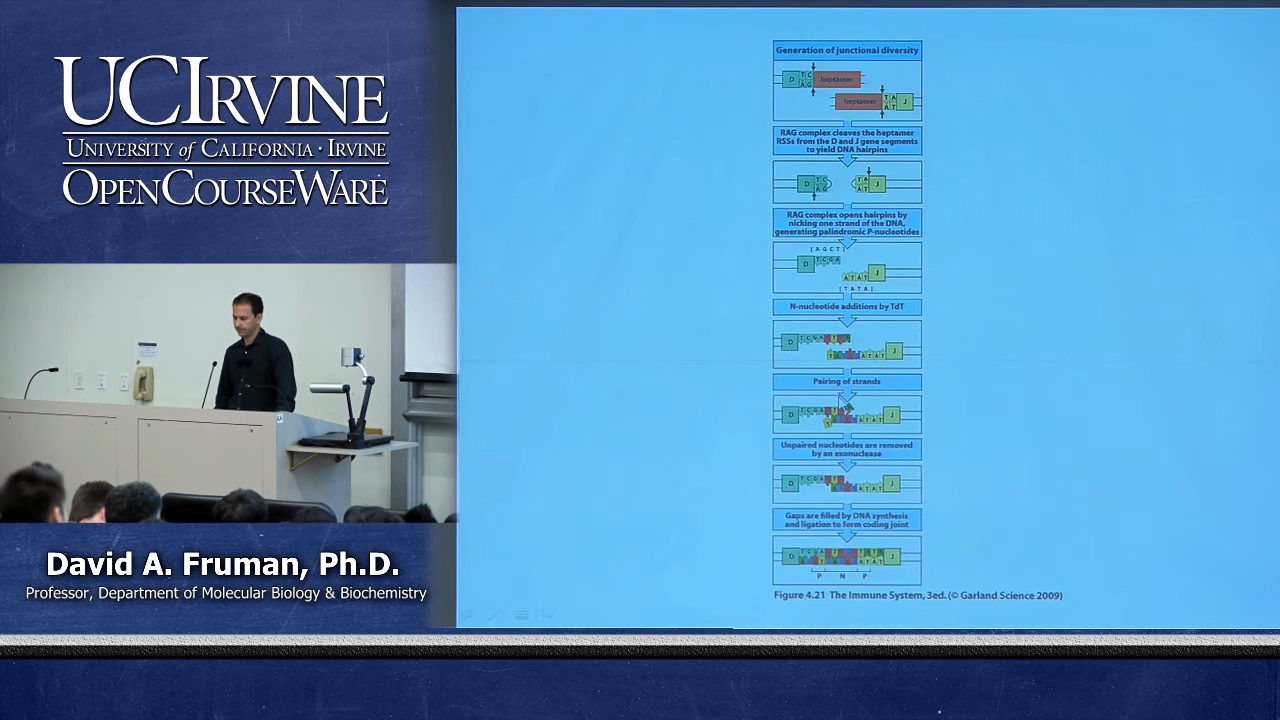 UCIRVINE
UNIVERSITY of CALIFORNIA · IRVINE
OPENCOURSEWARE
David A. Fruman, Ph.D.
Professor, Department of Molecular Biology & Biochemistry
Generation of junctional diversity
D T C heptamer
A G
heptamer T A J
A T
RAG complex cleaves the heptamer
RSSs from the D and J gene segments
to yield DNA hairpins
D T C T A J
A G A T
RAG complex opens hairpins by
nicking one strand of the DNA,
generating palindromic P-nucleotides
[ A G C T ]
D T C G A
A T A T J
[ T A T A ]
N-nucleotide additions by TdT
D T C G A
A T A T J
Pairing of strands
D T C G A A T A T J
Unpaired nucleotides are removed
by an exonuclease
D T C G A A T A T J
Gaps are filled by DNA synthesis
and ligation to form coding joint
D T C G A J
A T A T
P N P
Figure 4.21 The Immune System, 3ed. (© Garland Science 2009)